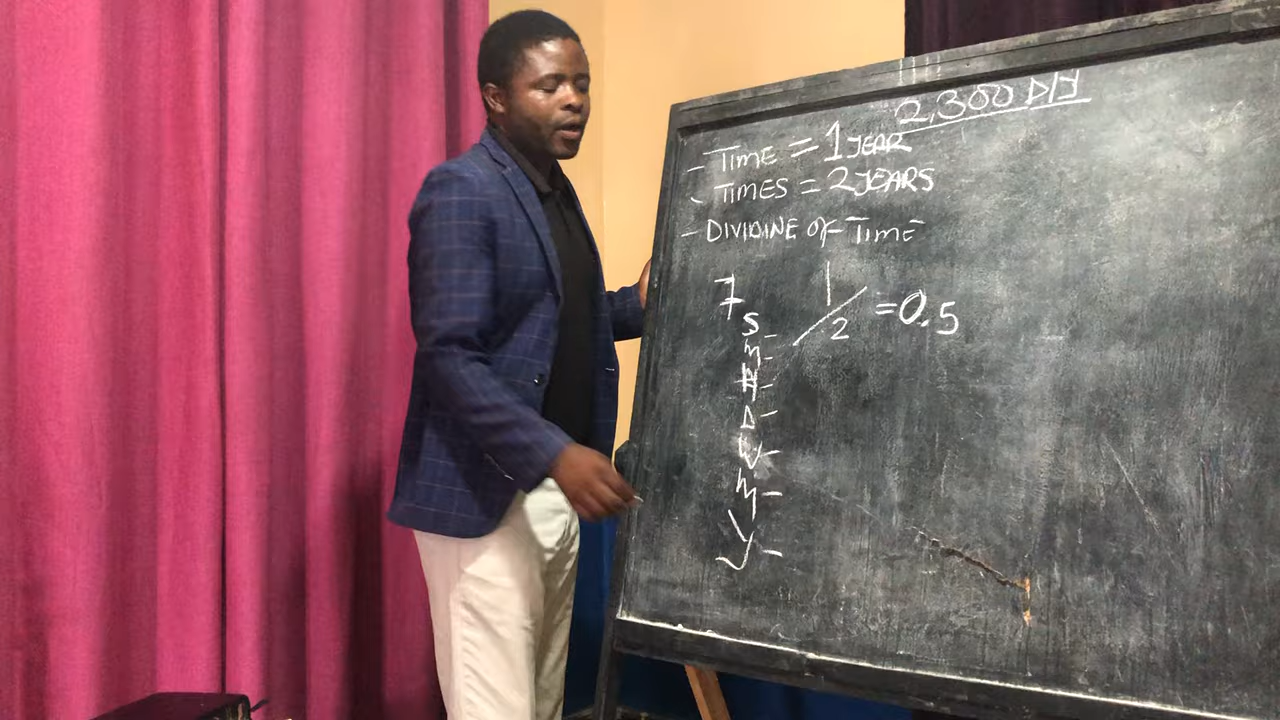 2,300 D/Y
- TIME = 1 YEAR
- TIMES = 2 YEARS
- DIVIDINE OF TIME
7
1/2 = 0.5
S -
M -
H -
D -
W -
M -
Y -